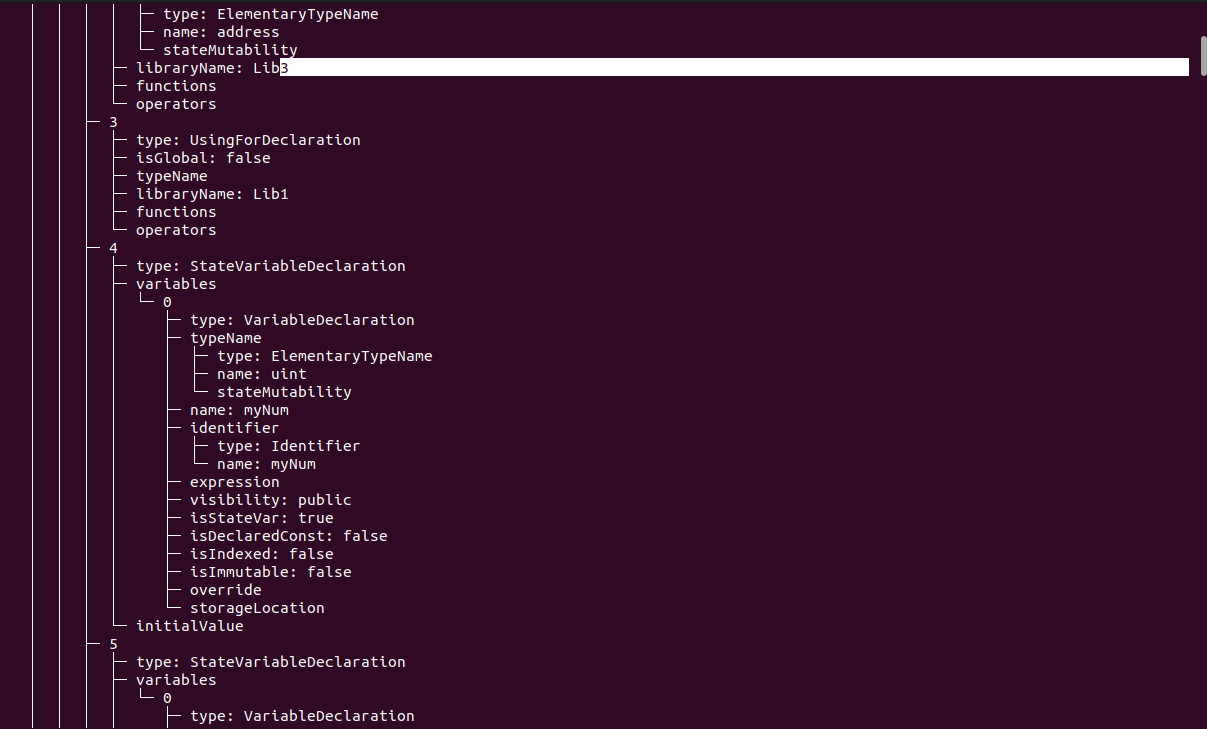 type: ElementaryTypeName
name: address
stateMutability
libraryName: Lib3
functions
operators
3
type: UsingForDeclaration
isGlobal: false
typeName
libraryName: Lib1
functions
operators
4
type: StateVariableDeclaration
variables
0
type: VariableDeclaration
typeName
type: ElementaryTypeName
name: uint
stateMutability
name: myNum
identifier
type: Identifier
name: myNum
expression
visibility: public
isStateVar: true
isDeclaredConst: false
isIndexed: false
isImmutable: false
override
storageLocation
initialValue
5
type: StateVariableDeclaration
variables
0
type: VariableDeclaration